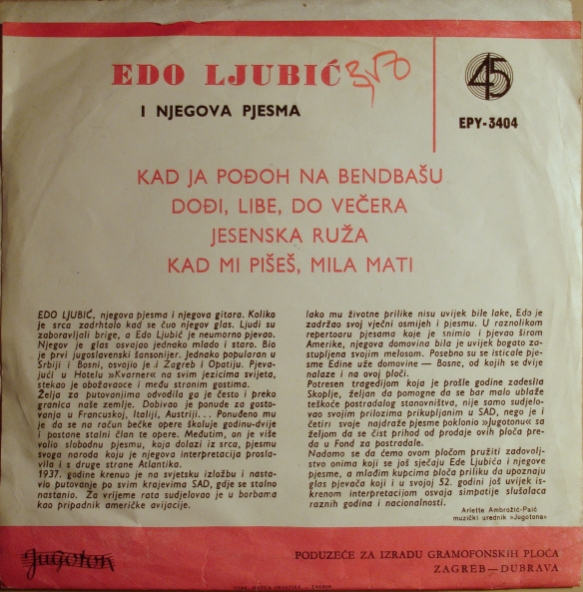 EDO LJUBIĆ
I NJEGOVA PJESMA
45
EPY-3404
KAD JA POĐOH NA BENDBAŠU
DOĐI, LIBE, DO VEČERA
JESENSKA RUŽA
KAD MI PIŠEŠ, MILA MATI
EDO LJUBIĆ, njegova pjesma i njegova gitara. Koliko
je srca zadrhtalo kad se čuo njegov glas. Ljudi su
zaboravljali brige, a Edo Ljubić je neumorno pjevao.
Njegov je glas osvajao jednako mlado i staro. Bio
je prvi jugoslavenski šansonijer. Jednako popularan u
Srbiji i Bosni, osvojio je i Zagreb i Opatiju. Pjeva-
jući u Hotelu »Kvarner« na svim jezicima svijeta,
stekao je obožavaoce i među stranim gostima.
Želja za putovanjima odvodila ga je često i preko
granica naše zemlje. Dobivao je ponude za gosto-
vanja u Francuskoj, Italiji, Austriji... Ponuđeno mu
je da se na račun bečke opere školuje godinu-dvije
i postane stalni član te opere. Međutim, on je više
volio slobodnu pjesmu, koja dolazi iz srca, pjesmu
svoga naroda koju je njegova interpretacija prosla-
vila i s druge strane Atlantika.
1937. godine krenuo je na svjetsku izložbu i nasta-
vio putovanje po svim krajevima SAD, gdje se stalno
nastanio. Za vrijeme rata sudjelovao je u borbama
kao pripadnik američke avijacije.
Iako mu životne prilike nisu uvijek bile lake, Edo je
zadržao svoj vječni osmijeh i pjesmu. U raznolikom
repertoaru pjesama koje je snimio i pjevao širom
Amerike, njegova domovina bila je uvijek bogato za-
stupljena svojim melosom. Posebno su se isticale pje-
sme Edine uže domovine — Bosne, od kojih se dvije
nalaze i na ovoj ploči.
Potresen tragedijom koja je prošle godine zadesila
Skoplje, željan da pomogne da se bar malo ublaže
teškoće postradalog stanovništva, nije samo sudjelo-
vao svojim prilozima prikupljanim u SAD, nego je i
četiri svoje najdraže pjesme poklonio »Jugotonu« sa
željom da se čist prihod od prodaje ovih ploča pre-
da u Fond za postradale.
Nadamo se da ćemo ovom pločom pružiti zadovolj-
stvo onima koji se još sjećaju Ede Ljubića i njegove
pjesme, a mlađim kupcima ploča priliku da upoznaju
glas pjevača koji i u svojoj 52. godini još uvijek is-
krenom interpretacijom osvaja simpatije slušalaca
raznih godina i nacionalnosti.
Arlette Ambrožić-Paić
muzički urednik »Jugotona«
Jugoton
PODUZEĆE ZA IZRADU GRAMOFONSKIH PLOČA
ZAGREB—DUBRAVA